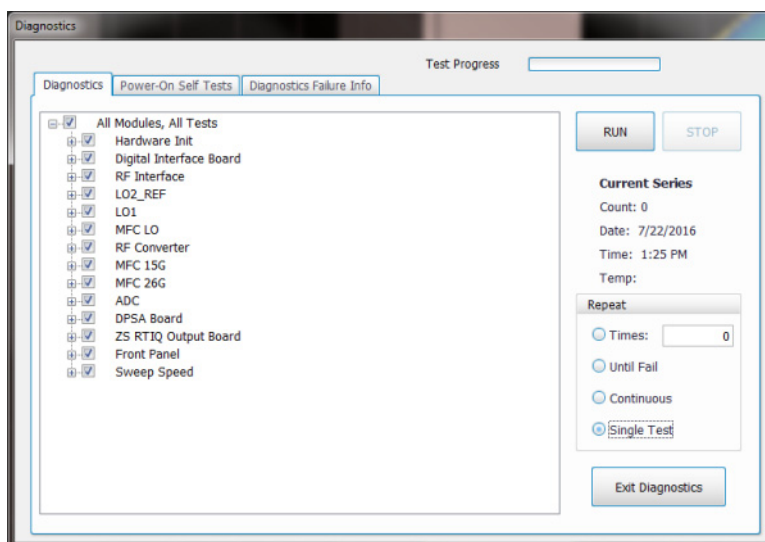 Diagnostics
Test Progress
Diagnostics Power-On Self Tests Diagnostics Failure Info
All Modules, All Tests
Hardware Init
Digital Interface Board
RF Interface
LO2_REF
LO1
MFC LO
RF Converter
MFC 15G
MFC 26G
ADC
DPSA Board
ZS RTIQ Output Board
Front Panel
Sweep Speed
RUN STOP
Current Series
Count: 0
Date: 7/22/2016
Time: 1:25 PM
Temp:
Repeat
Times: 0
Until Fail
Continuous
Single Test
Exit Diagnostics